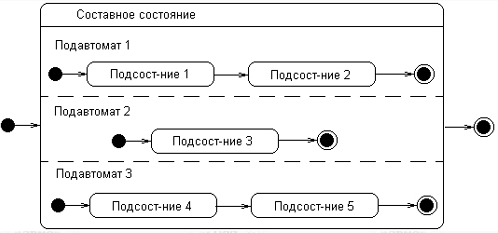 Составное состояние
Подавтомат 1
Подсост-ние 1 Подсост-ние 2
Подавтомат 2
Подсост-ние 3
Подавтомат 3
Подсост-ние 4 Подсост-ние 5